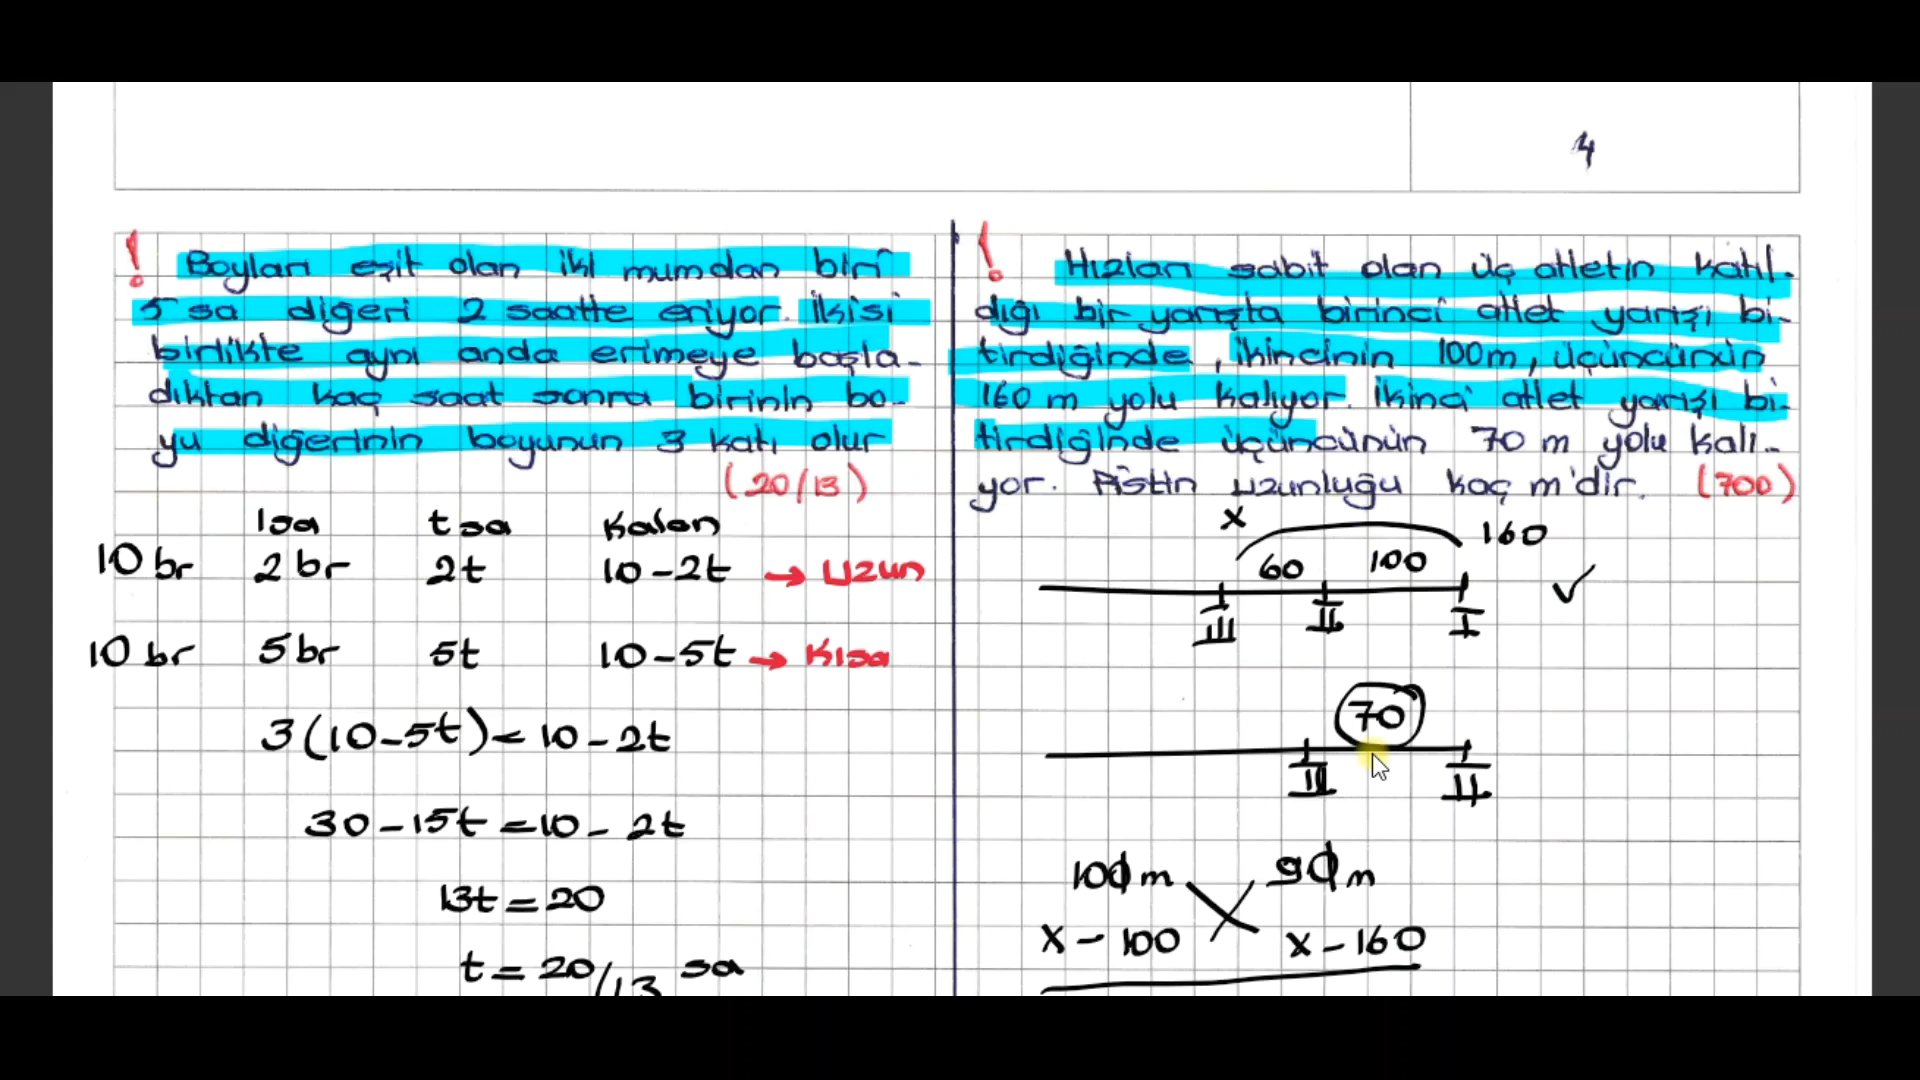 4
! Boyları eşit olan iki mumdan biri
5 sa diğeri 2 saatte eriyor. İkisi
birlikte aynı anda erimeye başla-
dıktan kaç saat sonra birinin bo-
yu diğerinin boyunun 3 katı olur
(20/13)
1sa t sa Kalan
10 br 2 br 2t 10-2t → Uzun
10 br 5br 5t 10-5t → Kısa
3(10-5t) = 10-2t
30-15t = 10-2t
13t = 20
t = 20/13 sa
! Hızları sabit olan üç atletin katıl-
dığı bir yarışta birinci atlet yarışı bi-
tirdiğinde, ikincinin 100m, üçüncünün
160 m yolu kalıyor. İkinci atlet yarışı bi-
tirdiğinde üçüncünün 70 m yolu kalı-
yor. Pistin uzunluğu kaç m'dir. (700)
x 160
60 100
III II I
70
III II
100m 90m
x-100 x-160